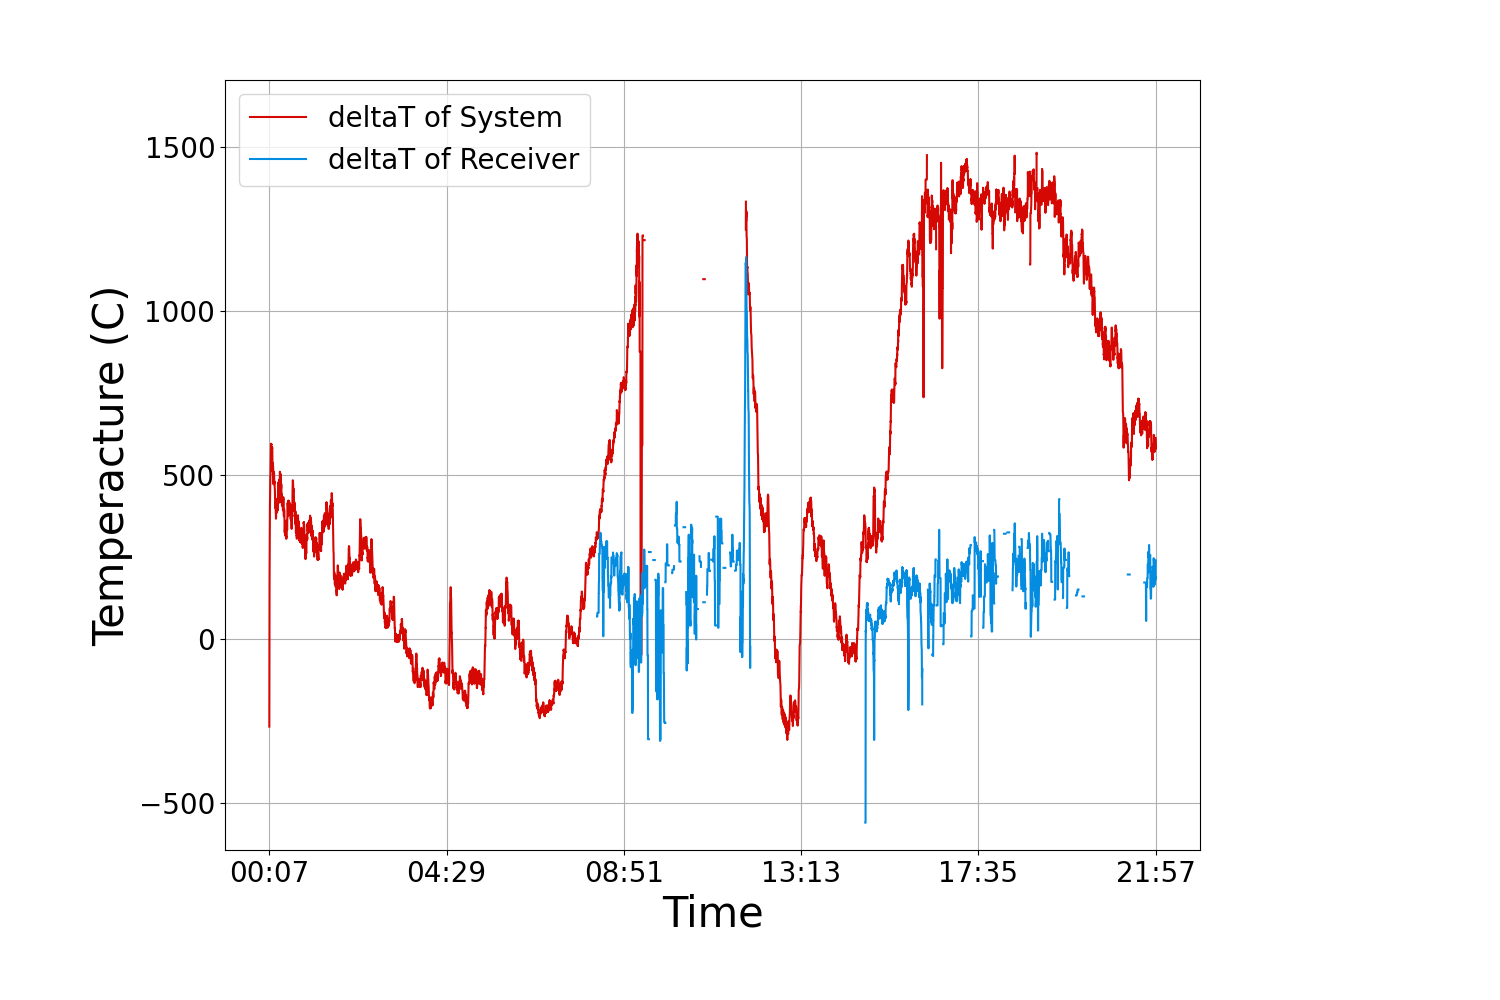 deltaT of System
deltaT of Receiver
Temperacture (C)
1500
1000
500
0
−500
00:07 04:29 08:51 13:13 17:35 21:57
Time